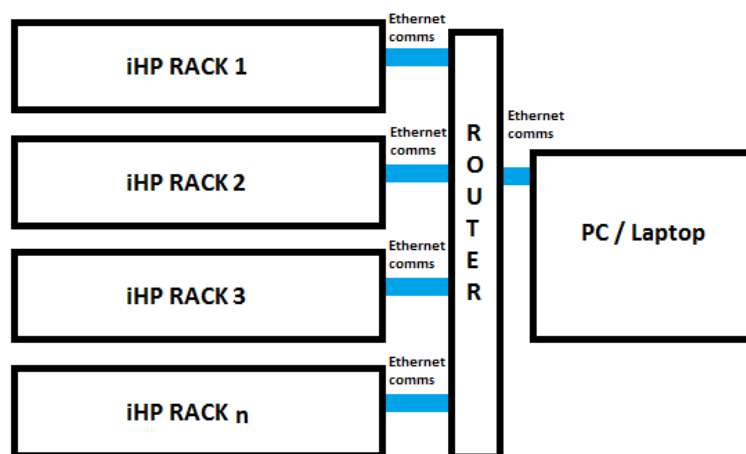 Ethernet
comms
iHP RACK 1
Ethernet
comms
iHP RACK 2
Ethernet
comms
iHP RACK 3
Ethernet
comms
iHP RACK n
R
O
U
T
E
R
Ethernet
comms
PC / Laptop